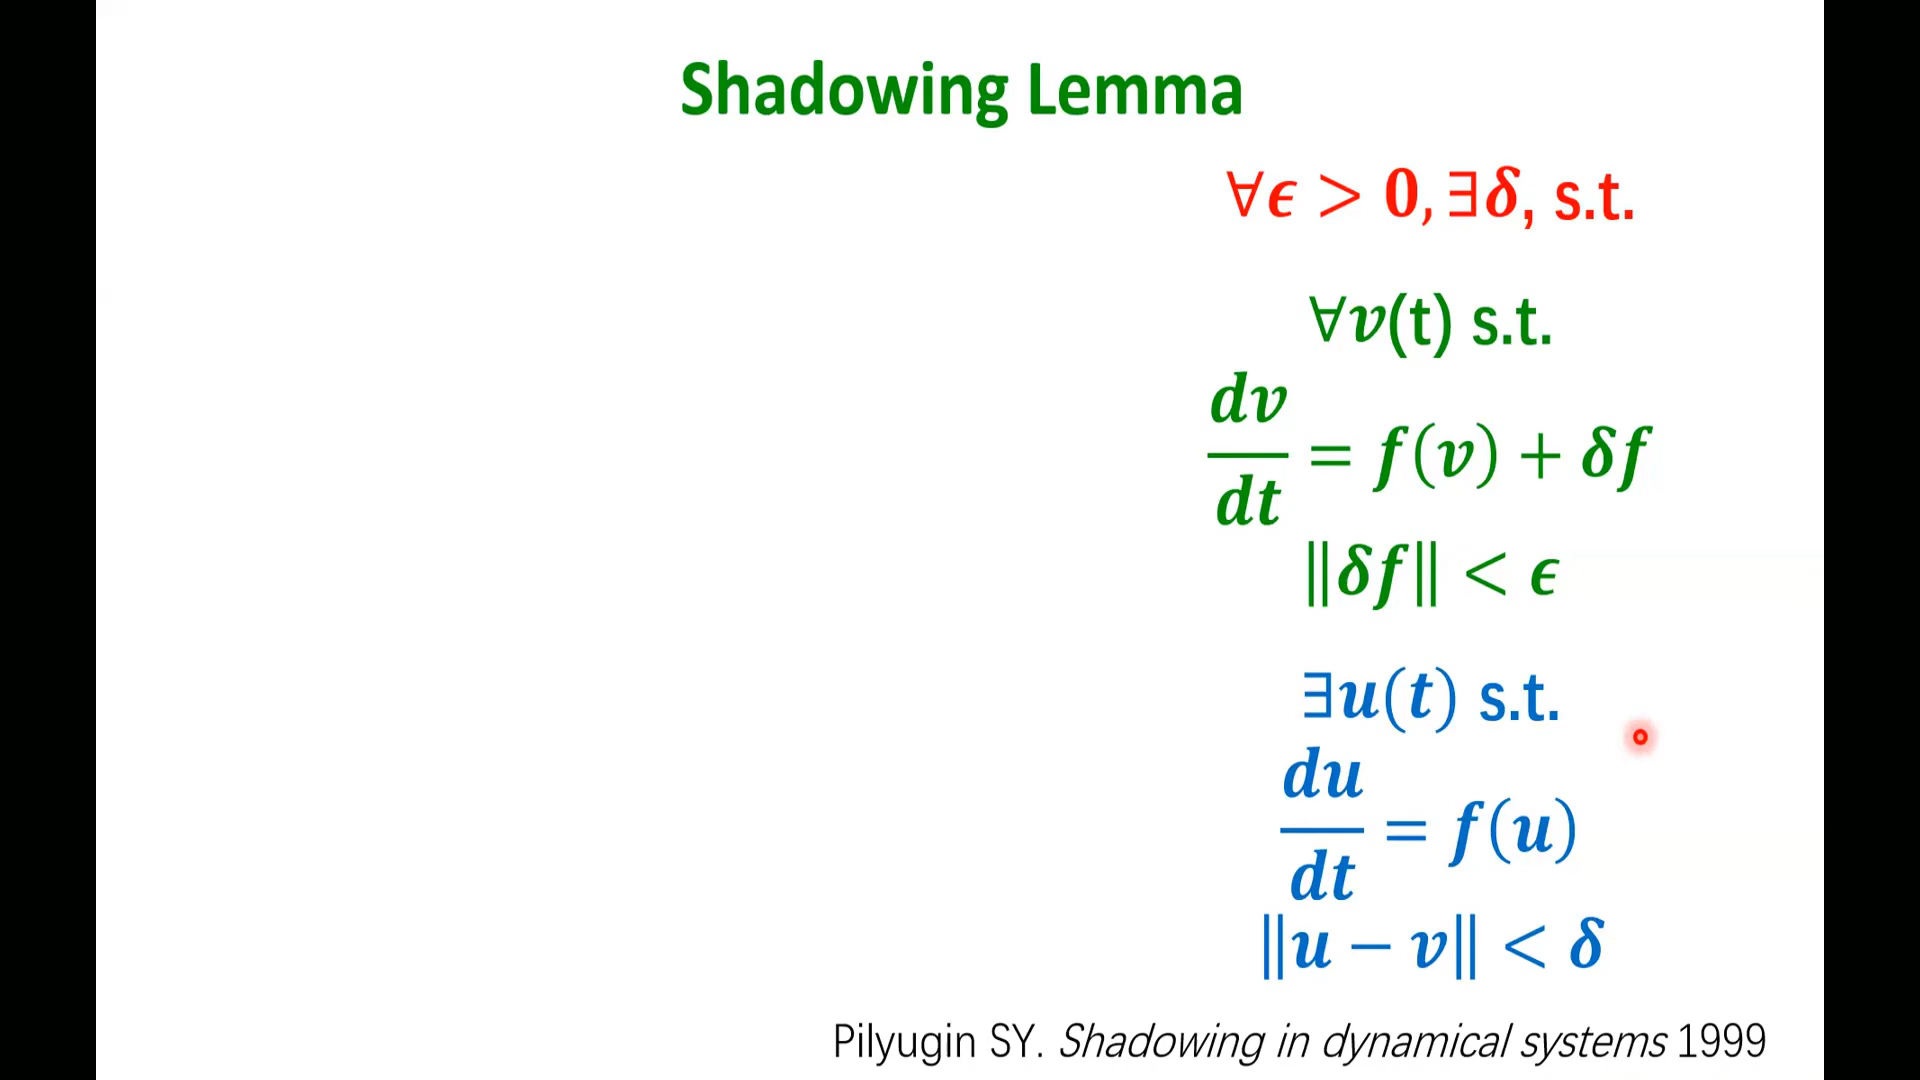 Shadowing Lemma
∀ϵ > 0, ∃δ, s.t.
∀v(t) s.t.
dv/dt = f(v) + δf
‖δf‖ < ϵ
∃u(t) s.t.
du/dt = f(u)
‖u − v‖ < δ
Pilyugin SY. Shadowing in dynamical systems 1999